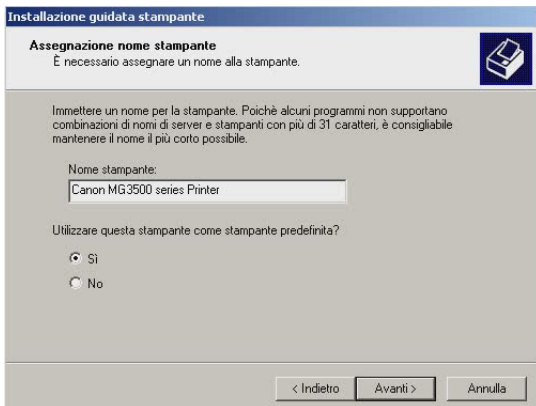 Installazione guidata stampante
Assegnazione nome stampante
È necessario assegnare un nome alla stampante.
Immettere un nome per la stampante. Poichè alcuni programmi non supportano
combinazioni di nomi di server e stampanti con più di 31 caratteri, è consigliabile
mantenere il nome il più corto possibile.
Nome stampante:
Canon MG3500 series Printer
Utilizzare questa stampante come stampante predefinita?
Sì
No
< Indietro Avanti > Annulla